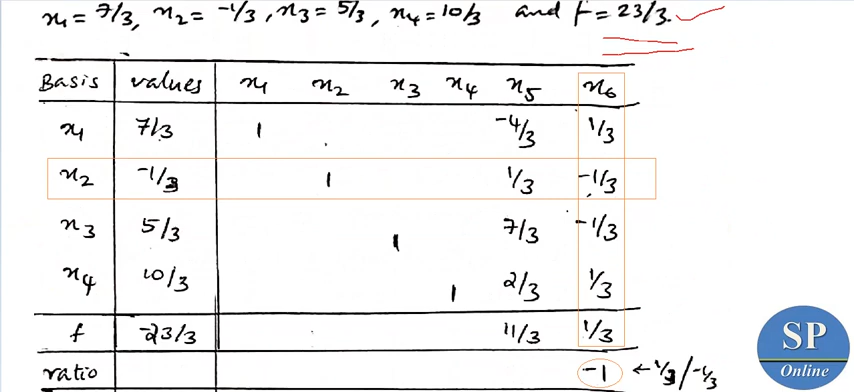 x1 = 7/3, x2 = -1/3, x3 = 5/3, x4 = 10/3 and f = 23/3.
Basis values x1 x2 x3 x4 x5 x6
x1 7/3 1 -4/3 1/3
x2 -1/3 1 1/3 -1/3
x3 5/3 1 7/3 -1/3
x4 10/3 1 2/3 1/3
f -23/3 11/3 1/3
ratio -1 ← 1/3/-1/3
SP
Online